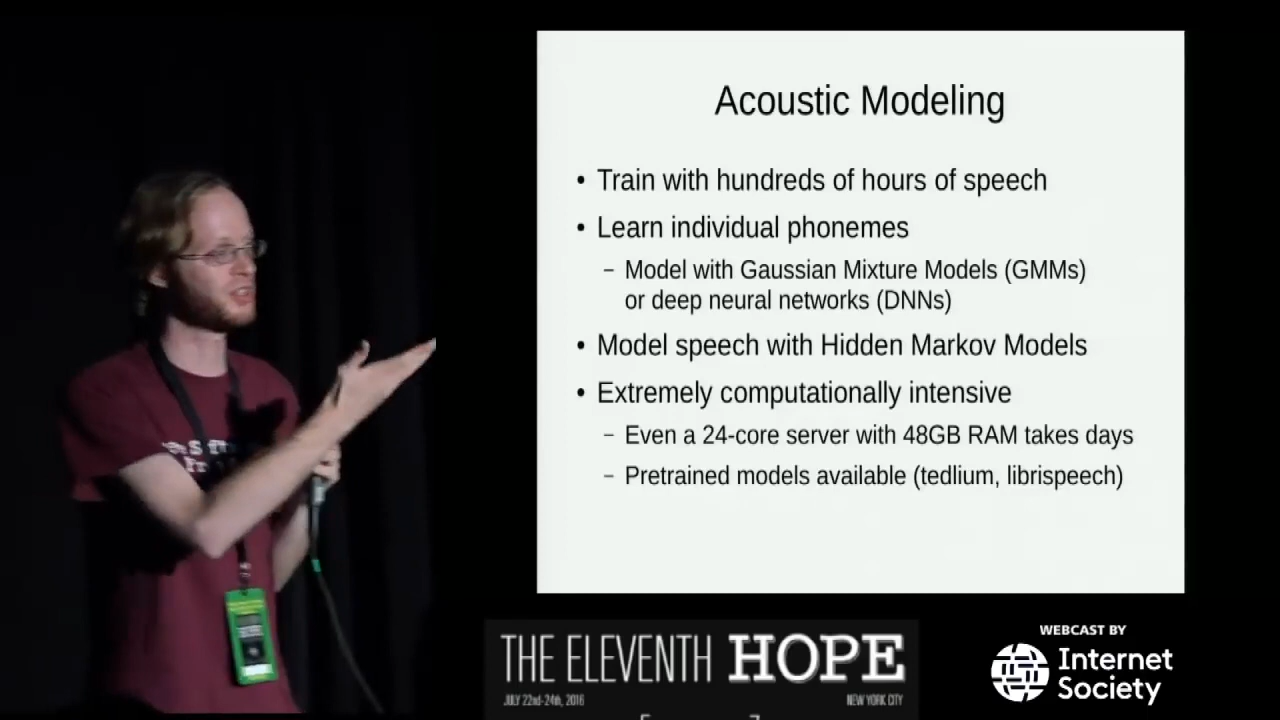 Acoustic Modeling
• Train with hundreds of hours of speech
• Learn individual phonemes
– Model with Gaussian Mixture Models (GMMs)
or deep neural networks (DNNs)
• Model speech with Hidden Markov Models
• Extremely computationally intensive
– Even a 24-core server with 48GB RAM takes days
– Pretrained models available (tedlium, librispeech)
THE ELEVENTH HOPE
JULY 22nd-24th, 2016 NEW YORK CITY
WEBCAST BY
Internet
Society